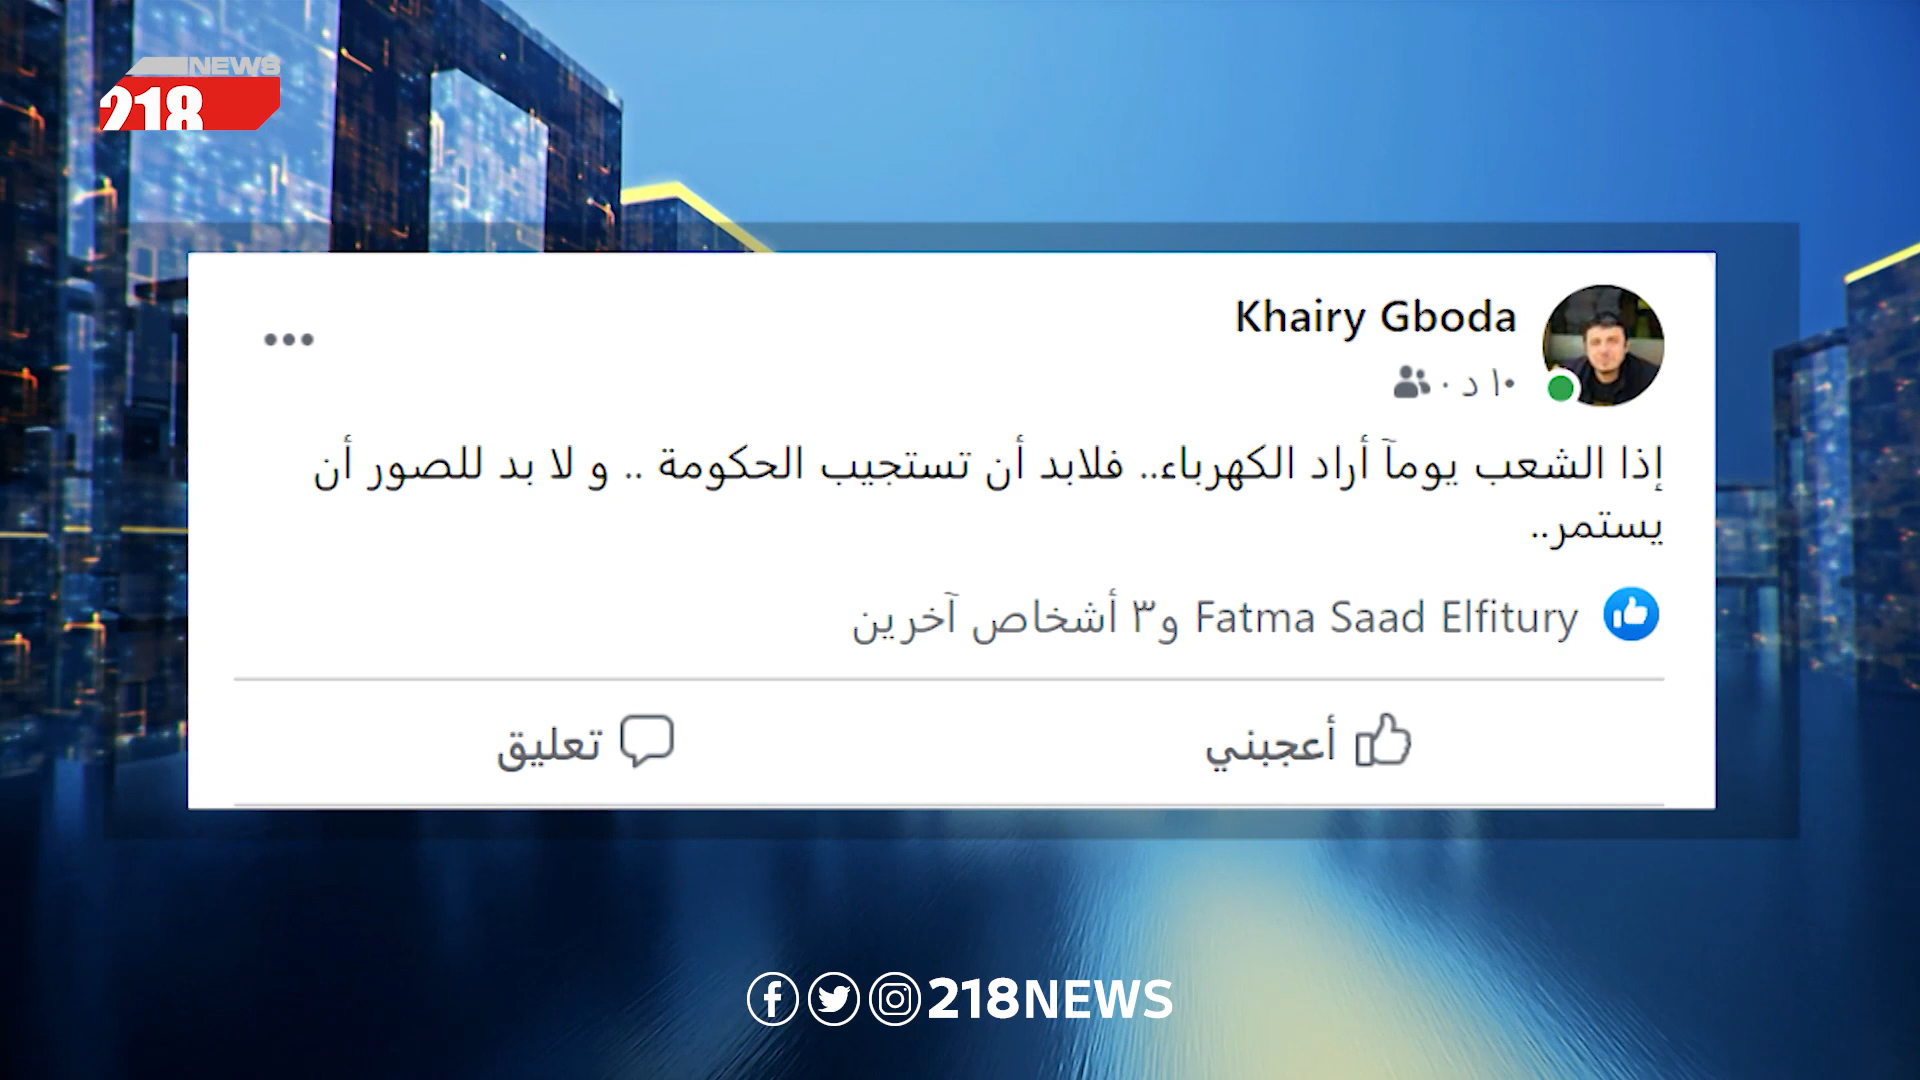 NEWS
218
Khairy Gboda
١٠ د ·
إذا الشعب يومآ أراد الكهرباء.. فلابد أن تستجيب الحكومة .. و لا بد للصور أن
يستمر..
Fatma Saad Elfitury و٣ أشخاص آخرين
أعجبني
تعليق
218NEWS